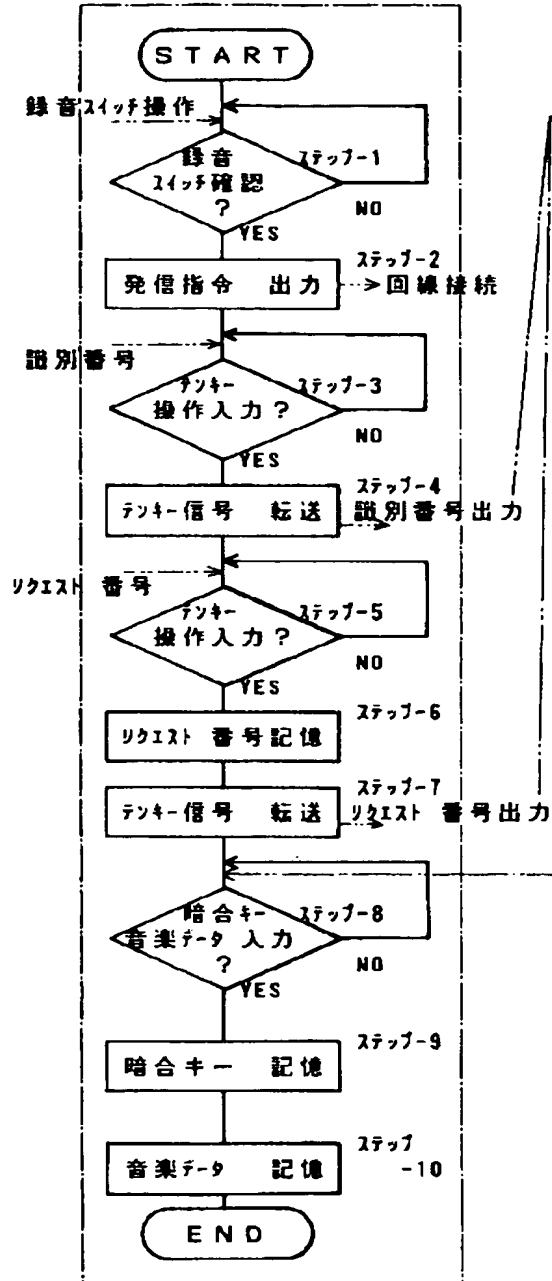 START
録音スイッチ操作
録音 ステップ-1
スイッチ確認
?
NO
YES
ステップ-2
発信指令 出力
回線接続
識別番号
テンキー ステップ-3
操作入力?
NO
YES
ステップ-4
テンキー信号 転送
識別番号出力
リクエスト 番号
テンキー ステップ-5
操作入力?
NO
YES
ステップ-6
リクエスト 番号記憶
ステップ-7
テンキー信号 転送
リクエスト 番号出力
暗合キー ステップ-8
音楽データ 入力
?
NO
YES
ステップ-9
暗合キー 記憶
ステップ
-10
音楽データ 記憶
END